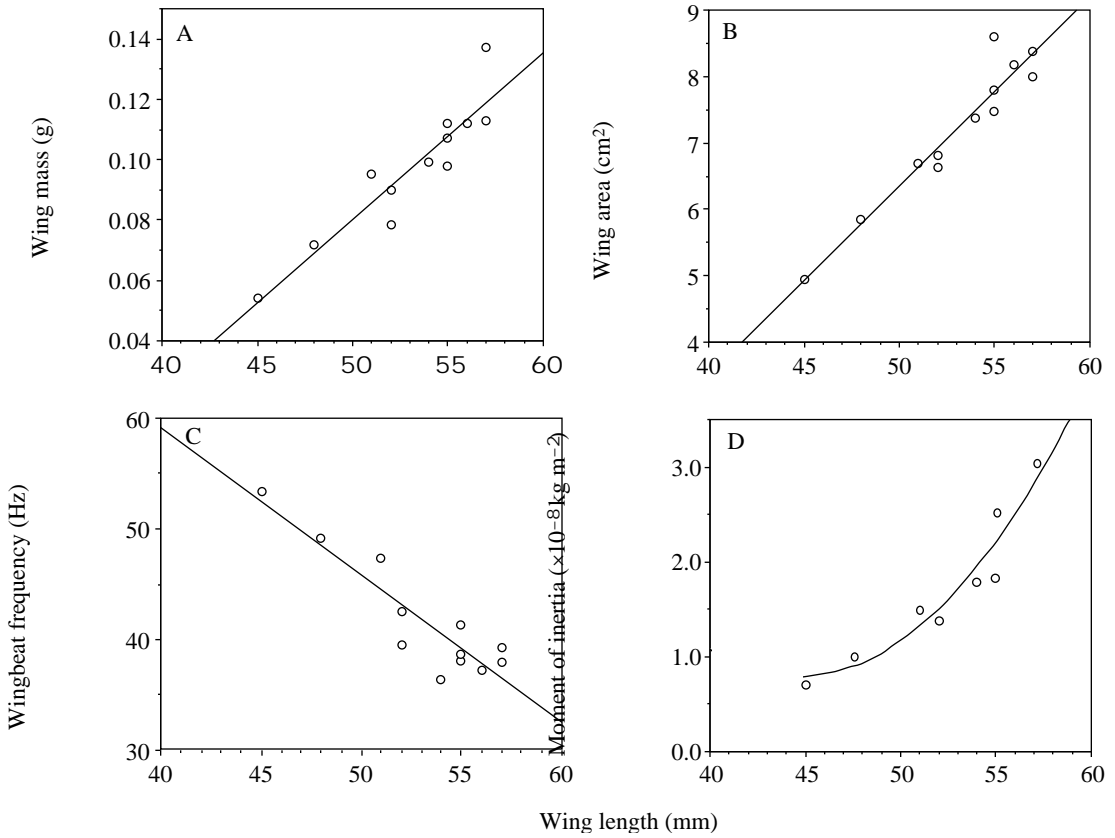 A
Wing mass (g)
0.14
0.12
0.10
0.08
0.06
0.04
40 45 50 55 60
B
Wing area (cm²)
9
8
7
6
5
4
40 45 50 55 60
C
Wingbeat frequency (Hz)
60
50
40
30
40 45 50 55 60
D
Moment of inertia (×10⁻⁸kg m⁻²)
3.0
2.0
1.0
0.0
40 45 50 55 60
Wing length (mm)